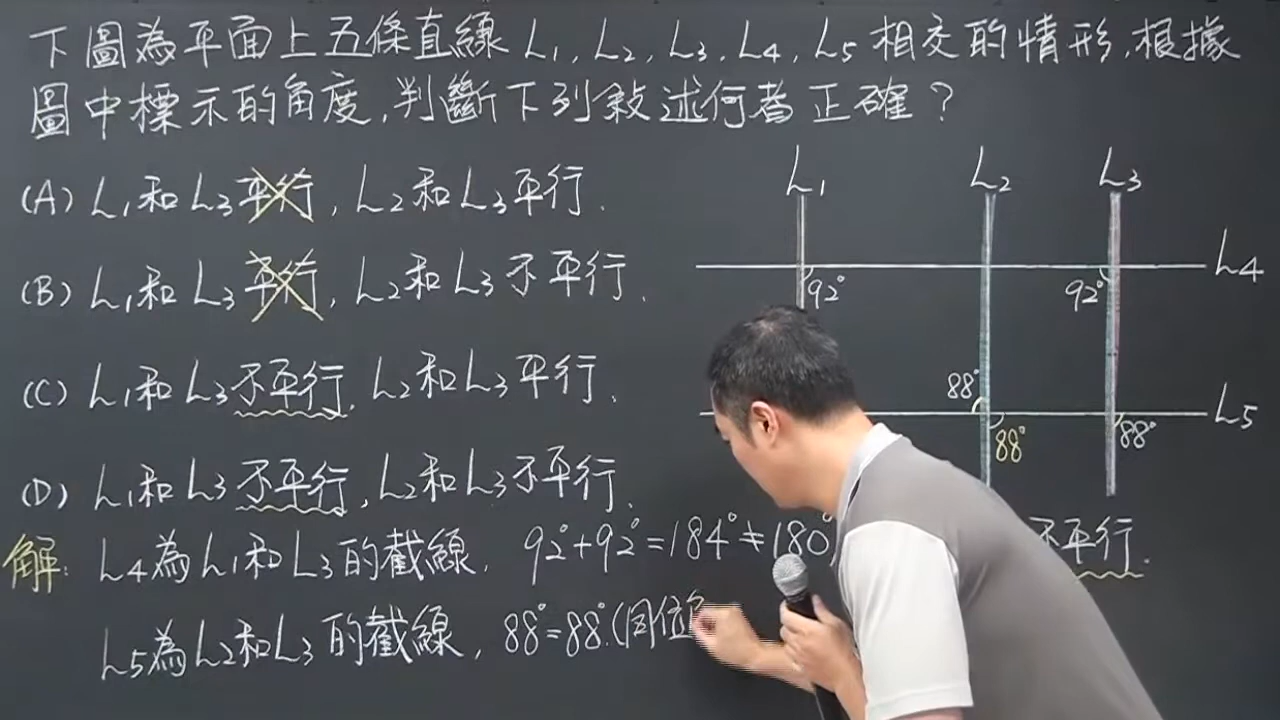 下圖為平面上五條直線 L1, L2, L3, L4, L5 相交的情形,根據
圖中標示的角度,判斷下列敘述何者正確?
(A) L1和L3平行, L2和L3平行.
(B) L1和L3平行, L2和L3不平行.
(C) L1和L3不平行, L2和L3平行.
(D) L1和L3不平行, L2和L3不平行.
解: L4為L1和L3的截線, 92°+92°=184°≠180° 不平行.
L5為L2和L3的截線, 88°=88°.(同位
L1 L2 L3
L4
92° 92°
88°
L5
88° 88°